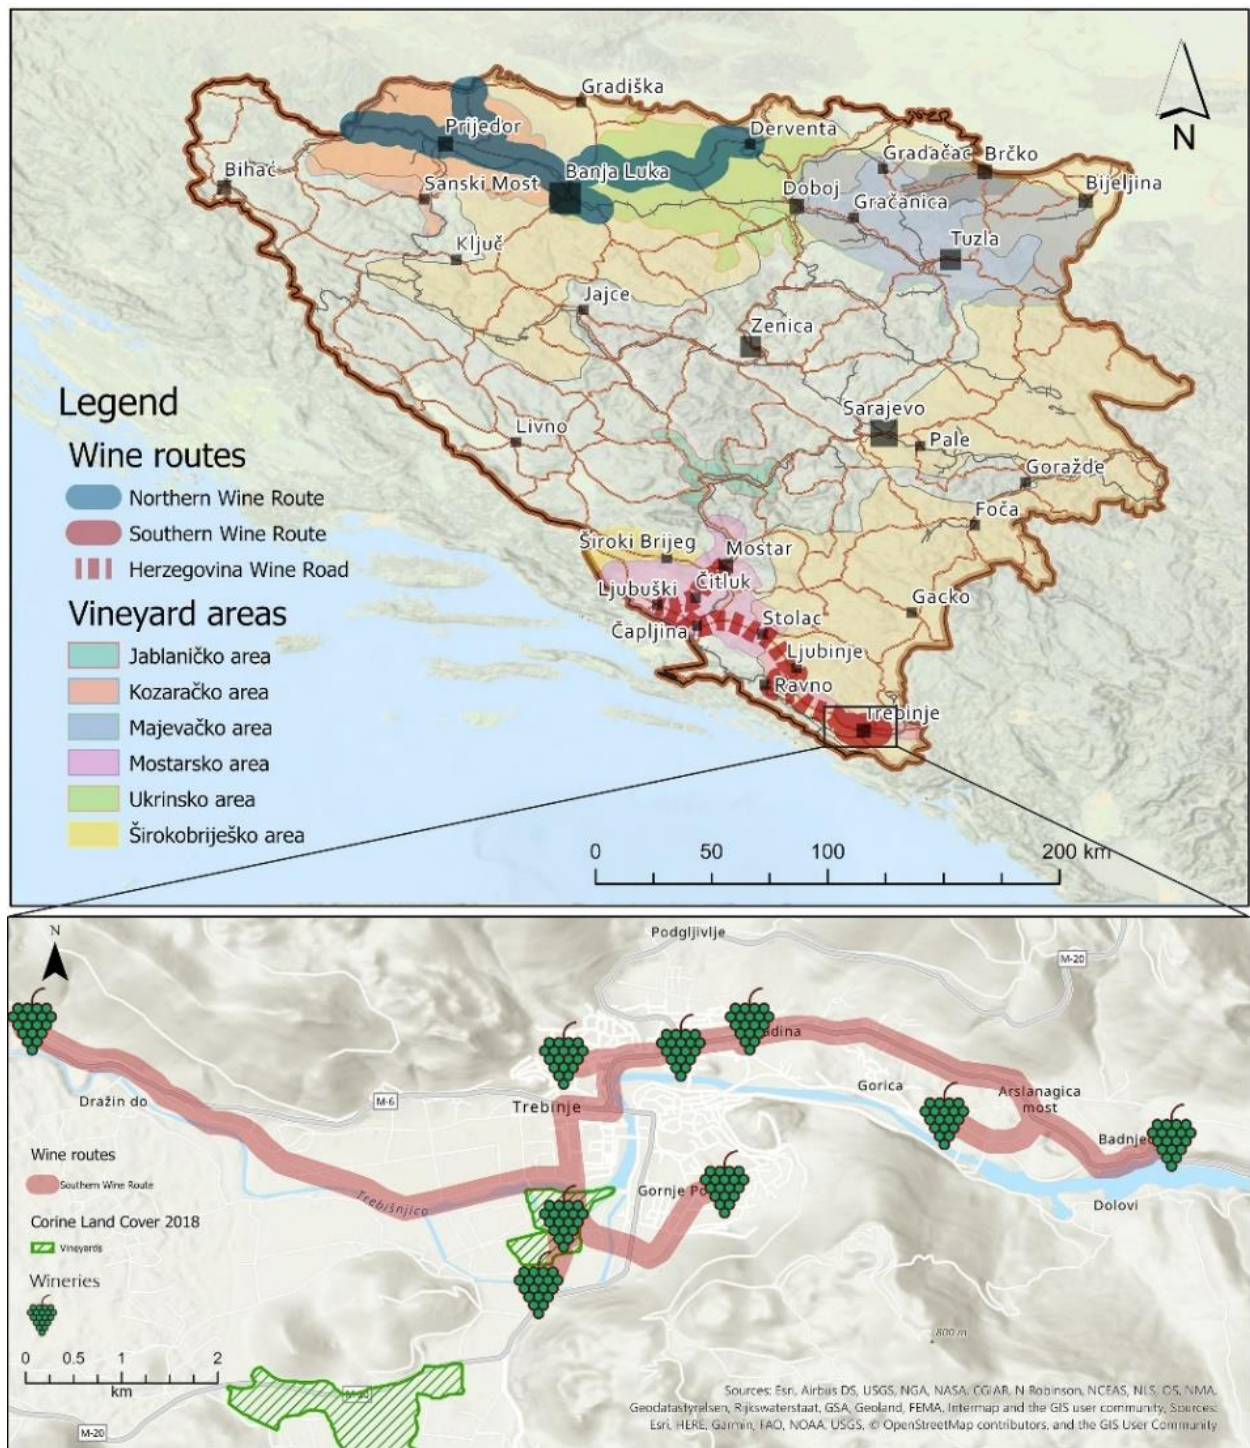 Gradiška
Prijedor
Derventa
Gradačac
Brčko
Bihać
Banja Luka
Sanski Most
Doboj
Bijeljina
Gračanica
Ključ
Tuzla
Jajce
Zenica
N
Legend
Wine routes
Northern Wine Route
Southern Wine Route
Herzegovina Wine Road
Vineyard areas
Jablaničko area
Kozaračko area
Majevačko area
Mostarsko area
Ukrinsko area
Širokobriješko area
Sarajevo
Livno
Pale
Goražde
Foča
Široki Brijeg
Mostar
Ljubuški
Čitluk
Gacko
Čapljina
Stolac
Ljubinje
Ravno
Trebinje
0 50 100 200 km
N
Podgljivlje
M-20
adina
Dražin do
M-6
Trebinje
Gorica
Arslanagića
most
Badnje
Wine routes
Southern Wine Route
Trebišnjica
Gornje Po
Dolovi
Corine Land Cover 2018
Vineyards
Wineries
800 m
0 0.5 1 2
km
M-20
M-20
Sources: Esri, Airbus DS, USGS, NGA, NASA, CGIAR, N Robinson, NCEAS, NLS, OS, NMA,
Geodatastyrelsen, Rijkswaterstaat, GSA, Geoland, FEMA, Intermap and the GIS user community, Sources:
Esri, HERE, Garmin, FAO, NOAA, USGS, © OpenStreetMap contributors, and the GIS User Community